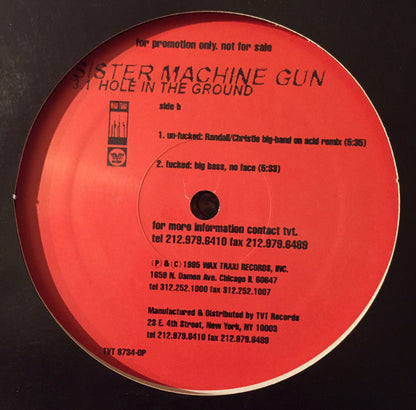 for promotion only. not for sale
SISTER MACHINE GUN
HOLE IN THE GROUND
side b
1. un-fucked: Randall/Christie big-band on acid remix (5:35)
2. fucked: big bass, no face (5:33)
WAX TRAX!
TVT
for more information contact tvt.
tel 212.979.6410 fax 212.979.6489
(P) & (C) 1995 WAX TRAX! RECORDS, INC.
1659 N. Damen Ave. Chicago IL 60647
tel 312.252.1000 fax 312.252.1007
Manufactured & Distributed by TVT Records
23 E. 4th Street, New York, NY 10003
tel 212.979.6410 fax 212.979.6489
TVT 8734-0P